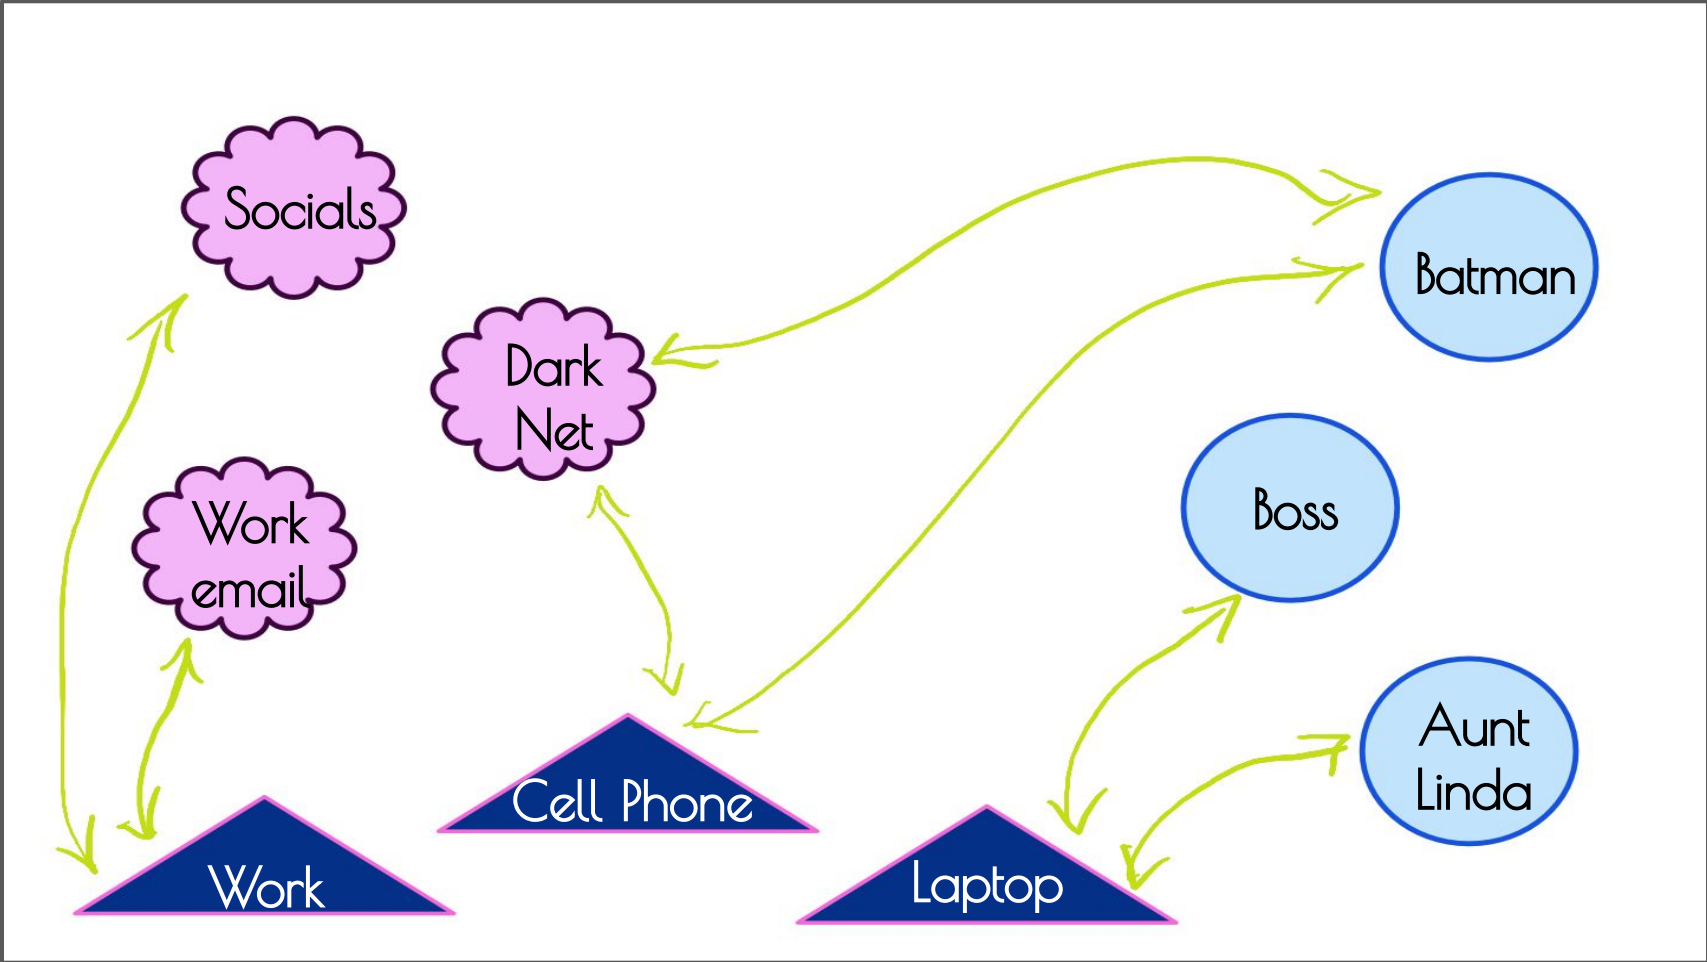 Socials
Batman
Dark
Net
Boss
Work
email
Aunt
Linda
Cell Phone
Work
Laptop